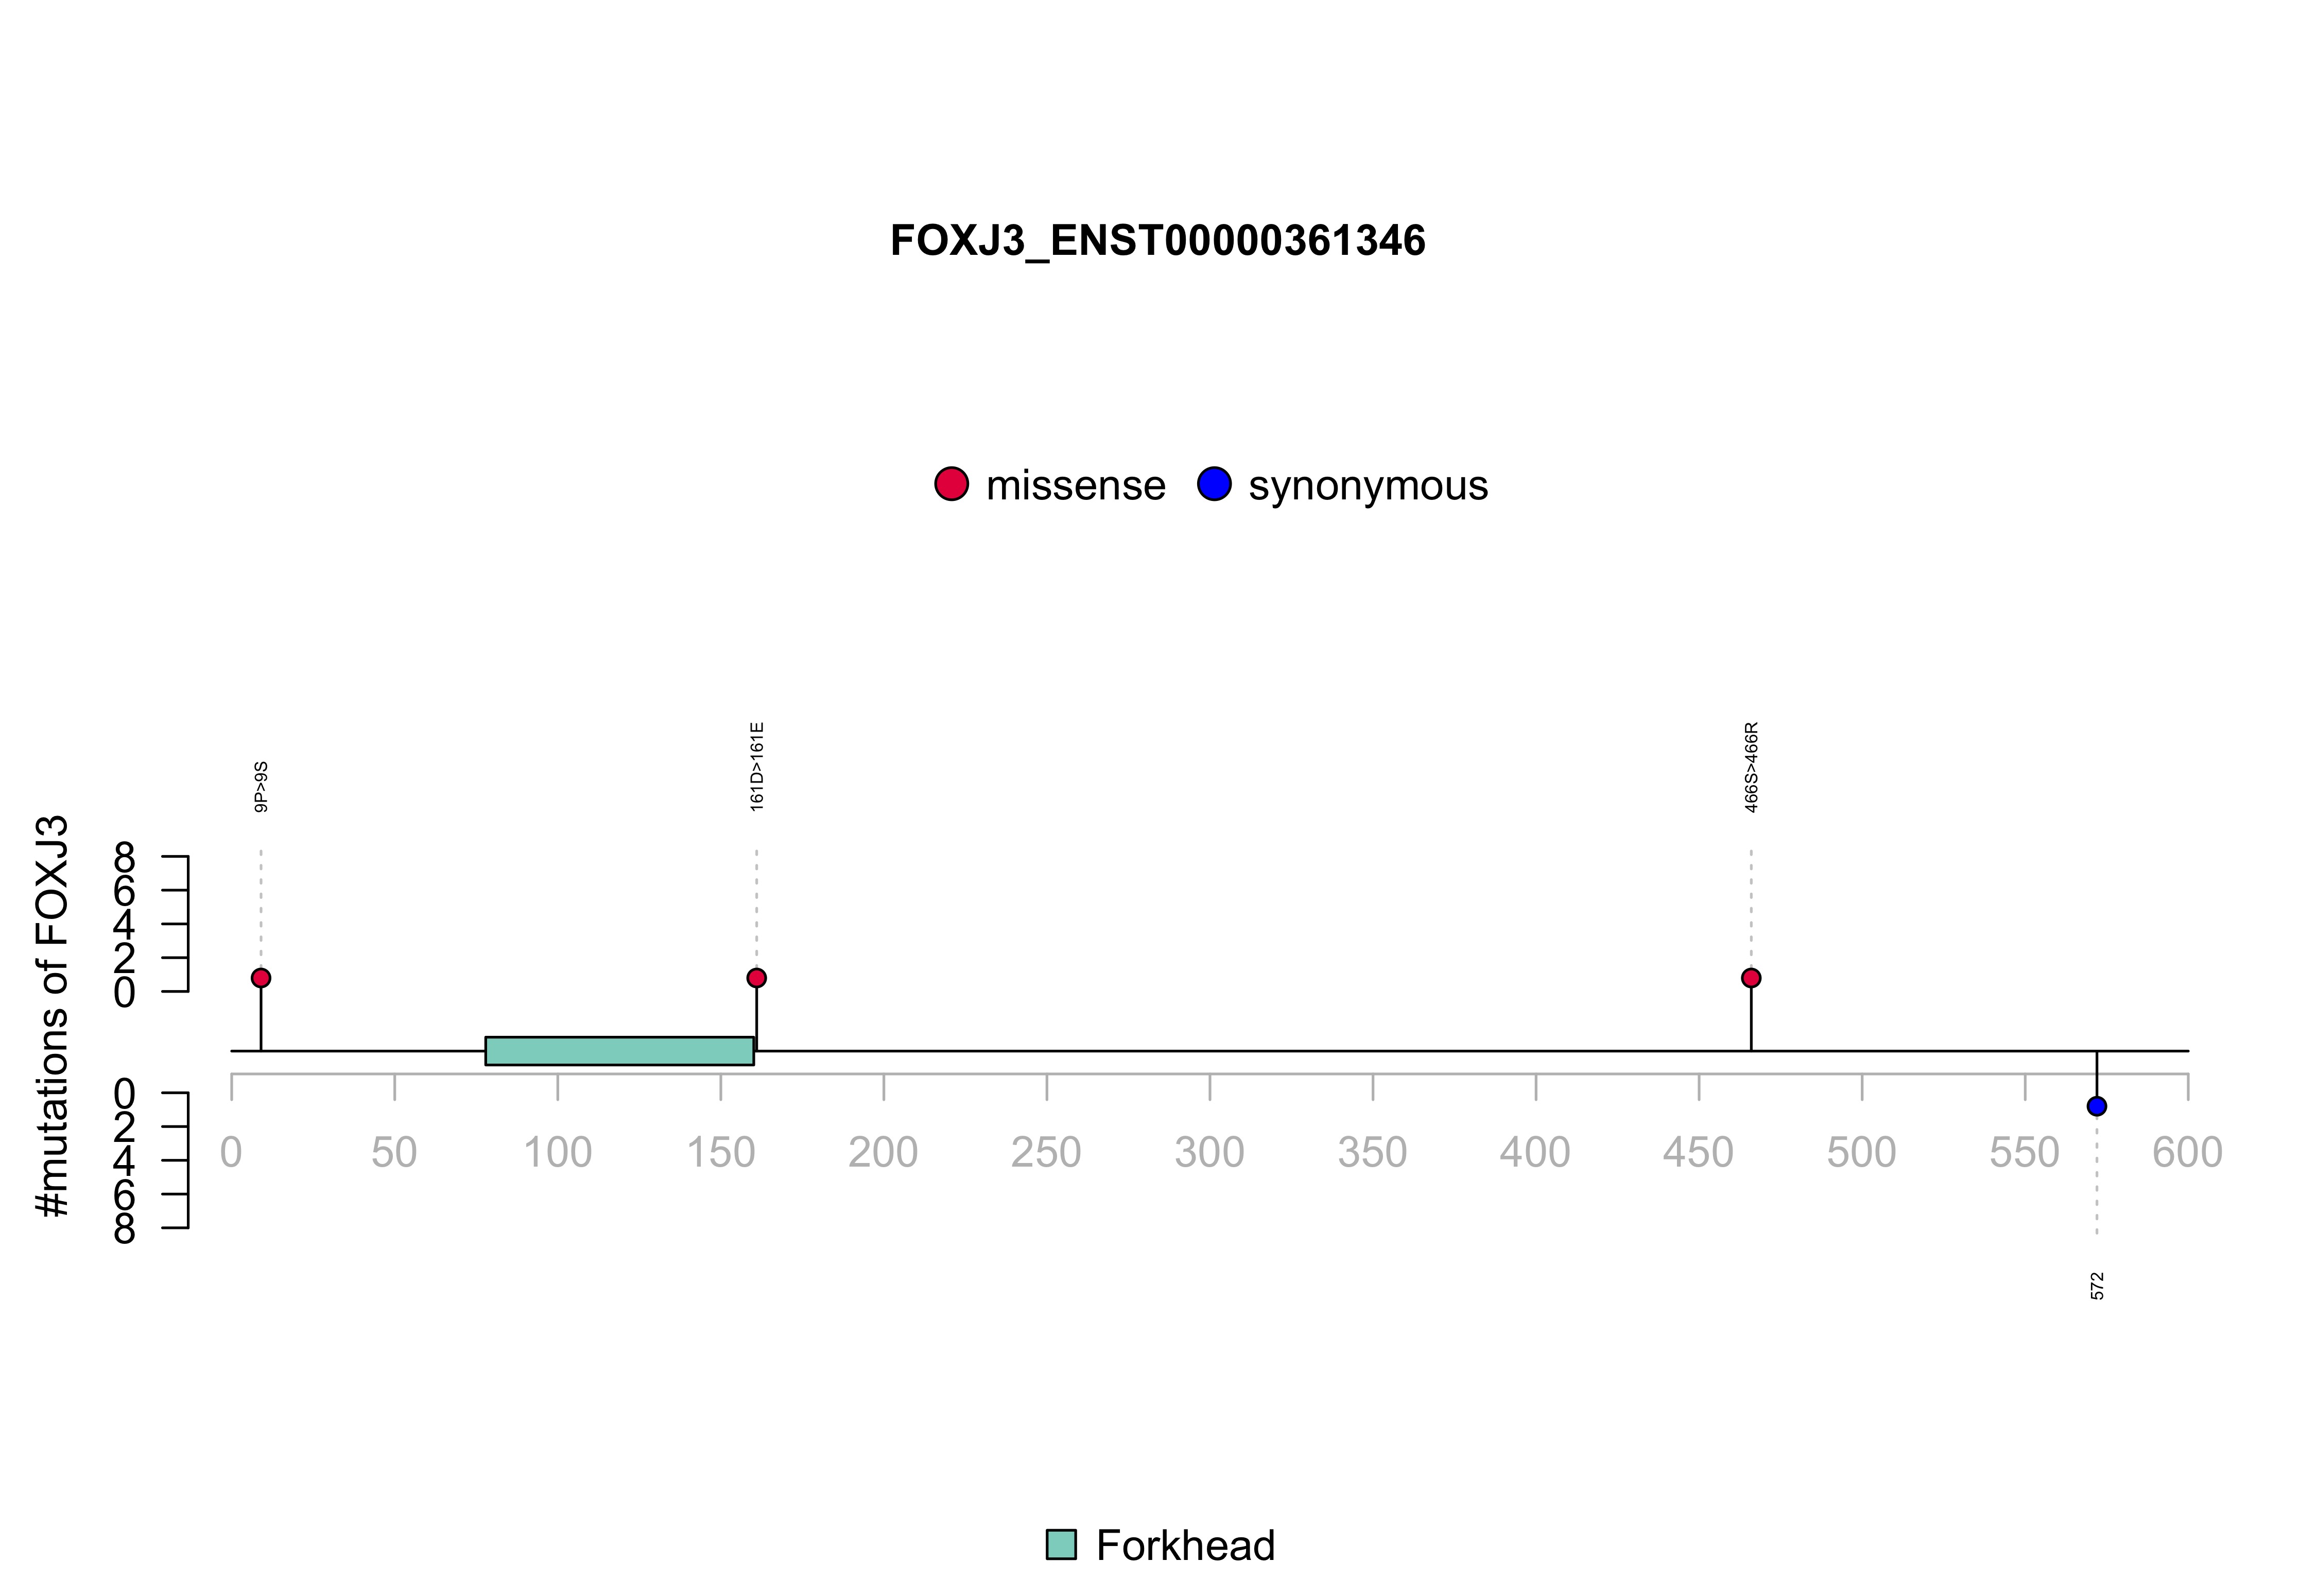 FOXJ3_ENST00000361346
missense synonymous
9P>9S
161D>161E
466S>466R
#mutations of FOXJ3
8
6
4
2
0
0
2
4
6
8
0 50 100 150 200 250 300 350 400 450 500 550 600
572
Forkhead